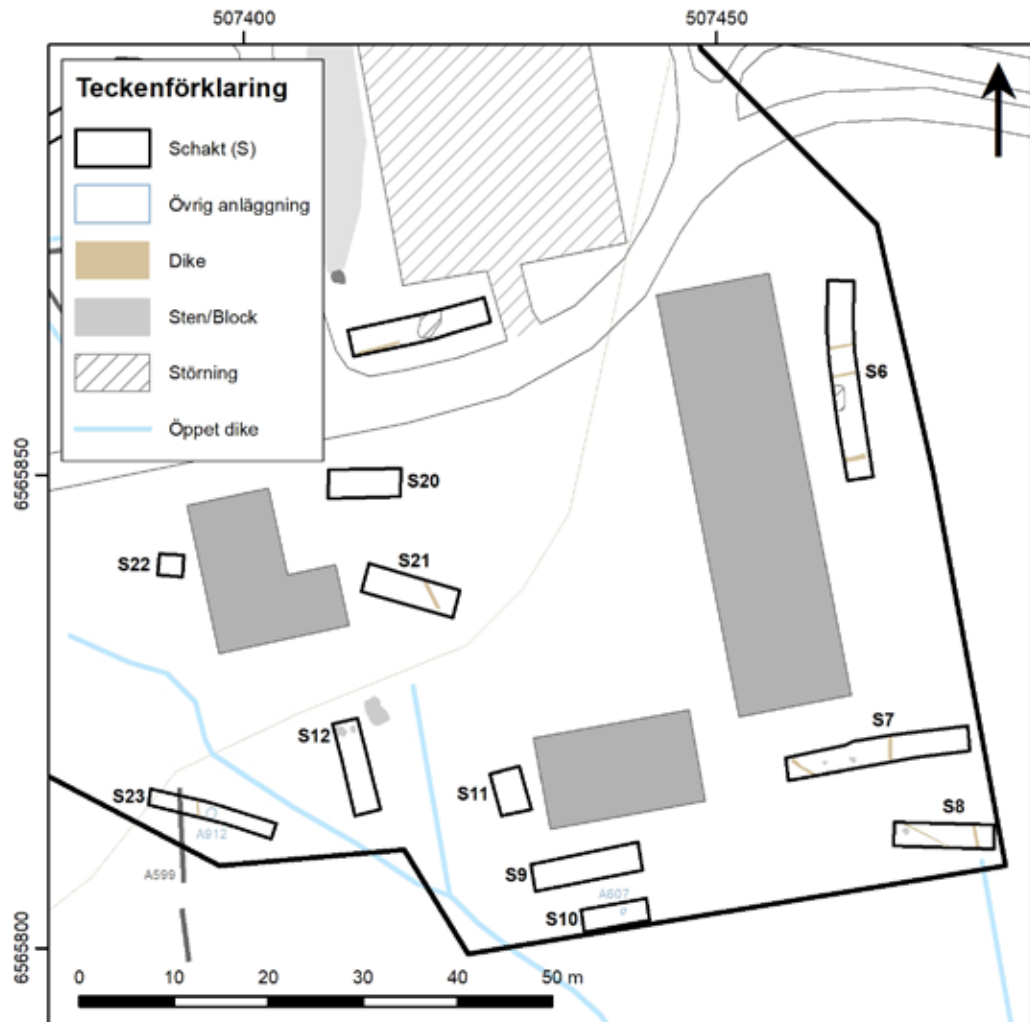 507400
507450
Teckenförklaring
Schakt (S)
Övrig anläggning
Dike
Sten/Block
Störning
Öppet dike
6565850
6565800
S6
S20
S22
S21
S12
S7
S11
S23
A912
S8
A599
S9
A607
S10
0 10 20 30 40 50 m